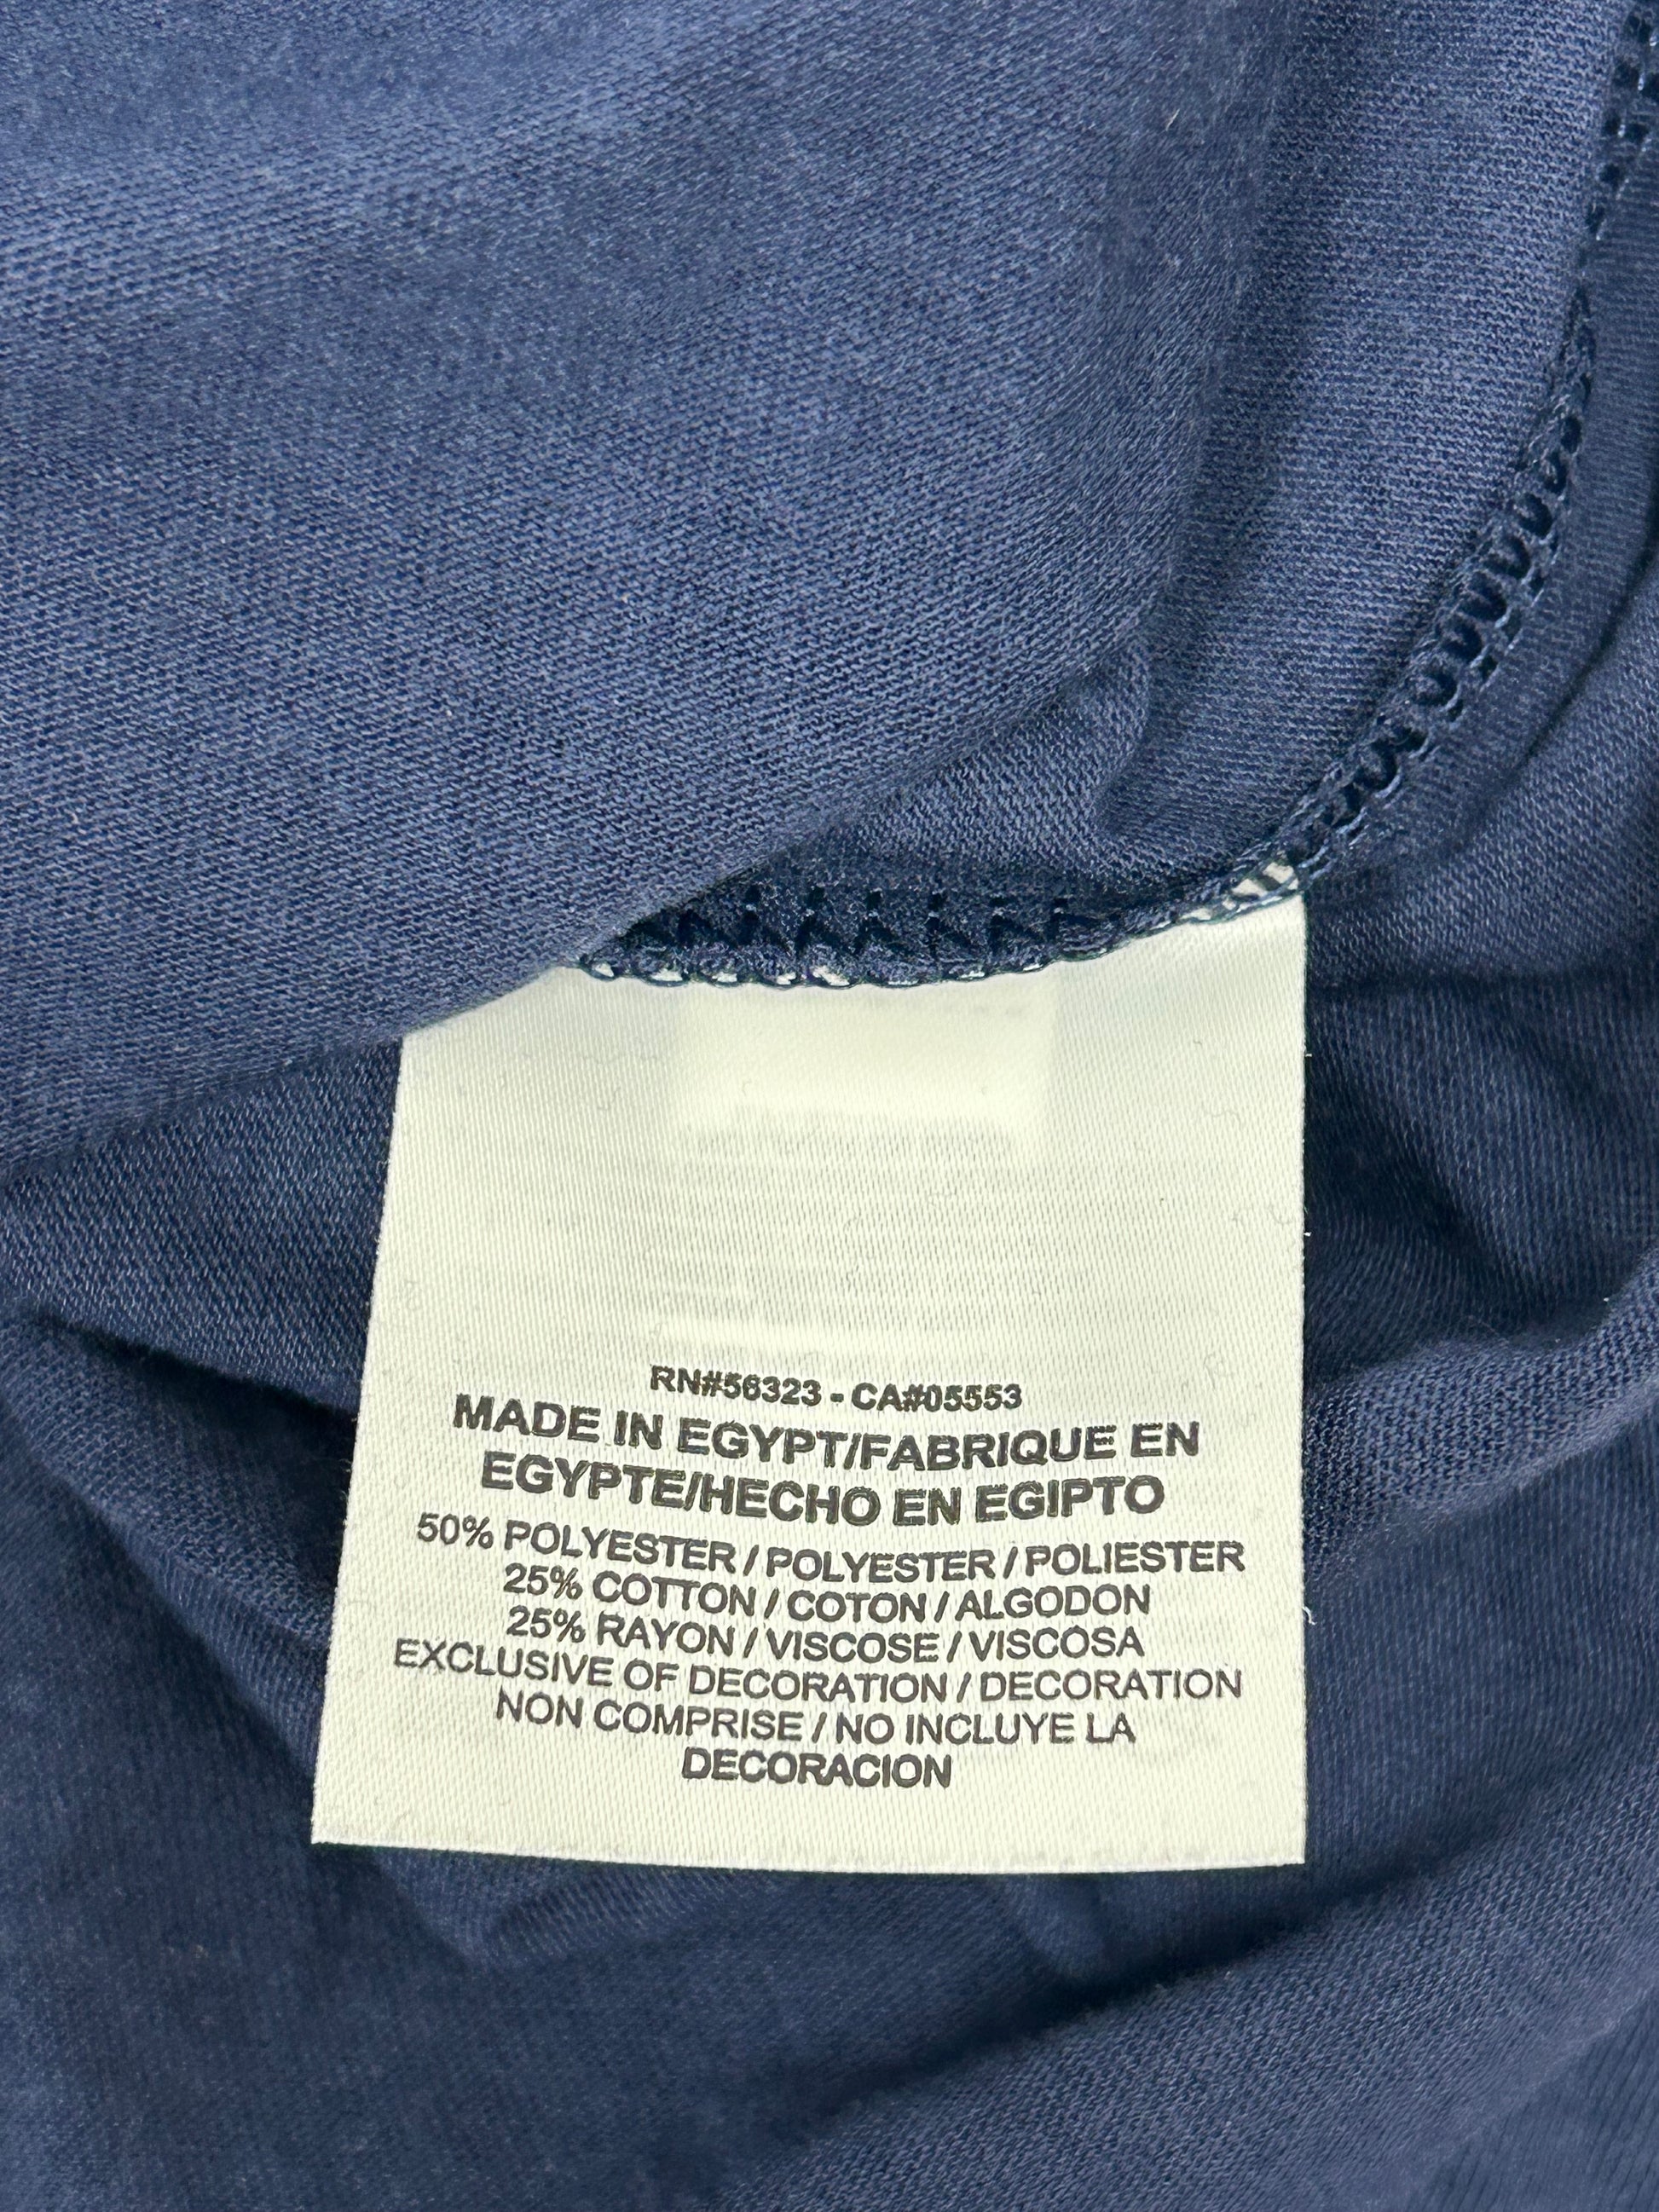 RN#56323 - CA#05553
MADE IN EGYPT/FABRIQUE EN
EGYPTE/HECHO EN EGIPTO
50% POLYESTER / POLYESTER / POLIESTER
25% COTTON / COTON / ALGODON
25% RAYON / VISCOSE / VISCOSA
EXCLUSIVE OF DECORATION / DECORATION
NON COMPRISE / NO INCLUYE LA
DECORACION